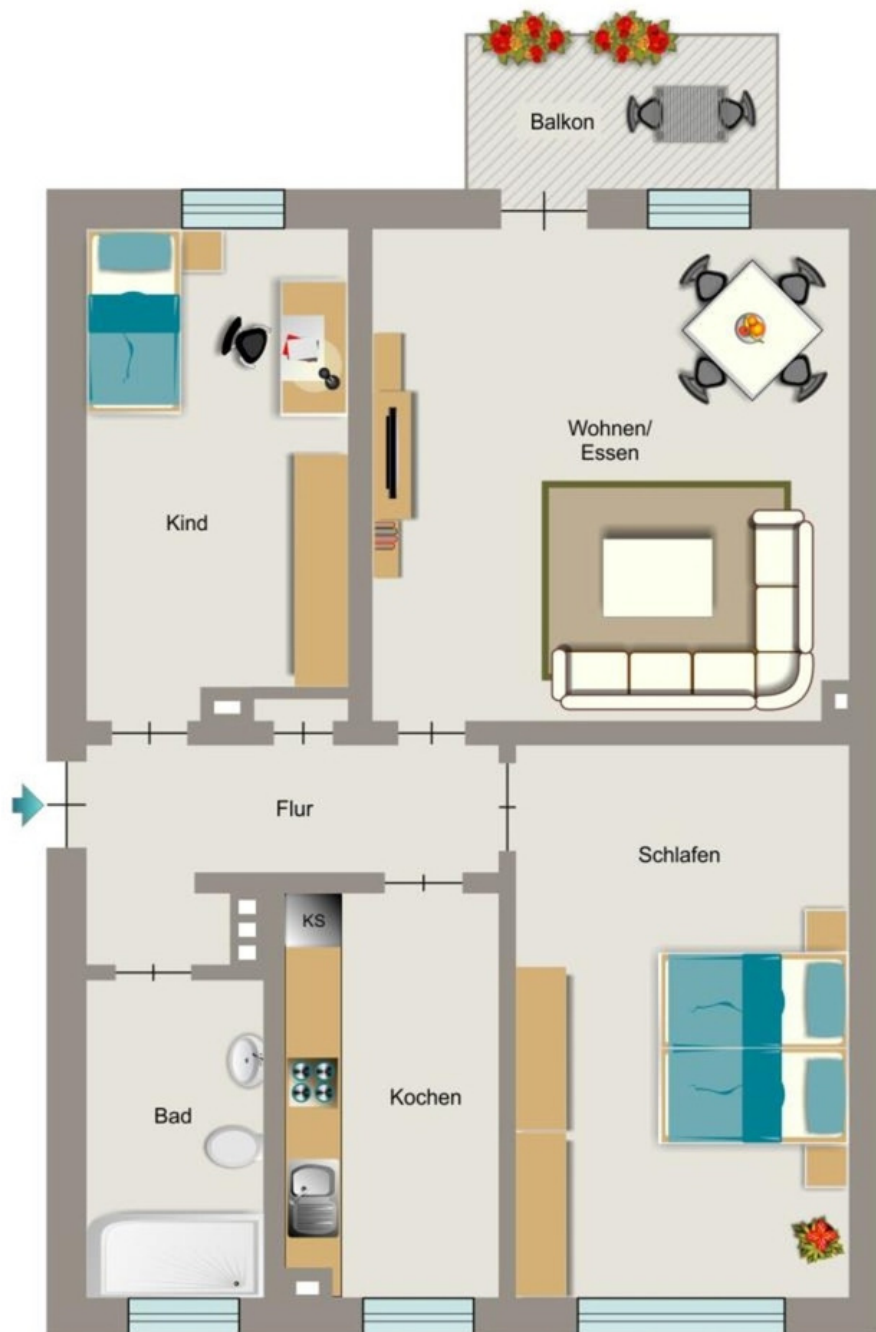 Balkon
Wohnen/
Essen
Kind
Flur
Schlafen
KS
Kochen
Bad